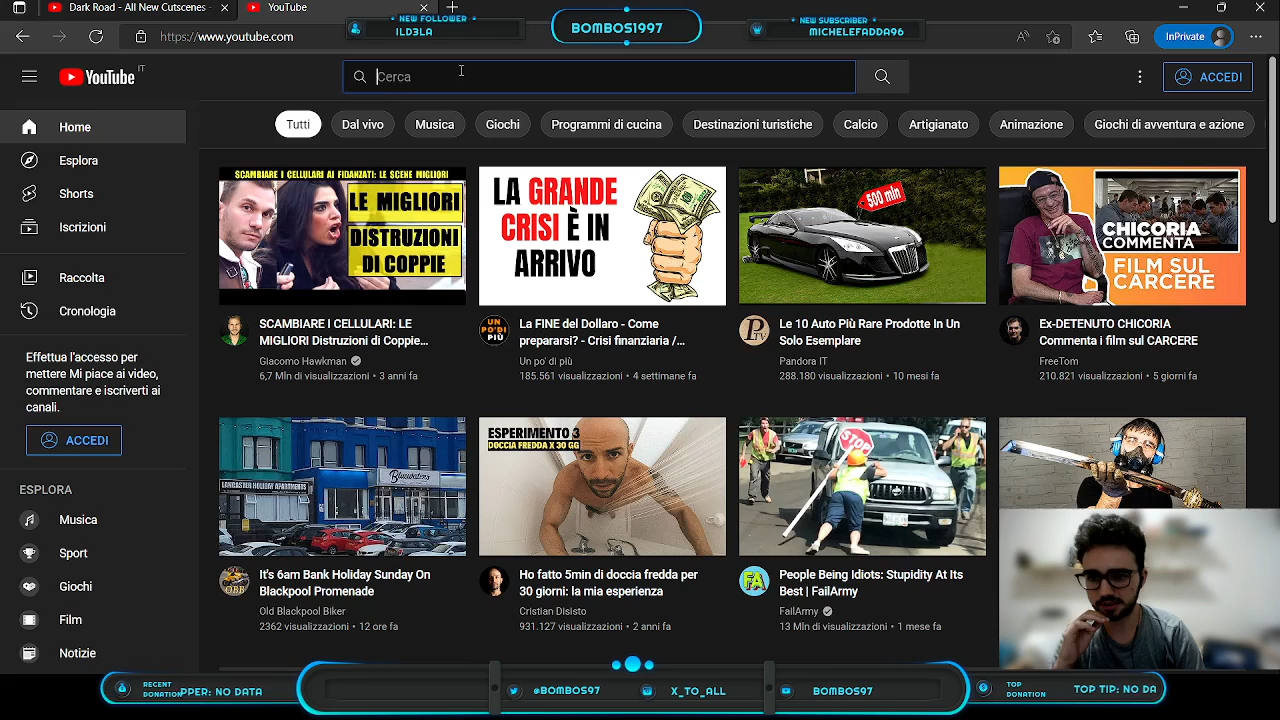 Dark Road - All New Cutscenes -
YouTube
NEW FOLLOWER
ILD3LA
BOMBOS1997
NEW SUBSCRIBER
MICHELEFADDA96
https://www.youtube.com
InPrivate
YouTube IT
Cerca
ACCEDI
Home
Esplora
Shorts
Iscrizioni
Raccolta
Cronologia
Effettua l'accesso per
mettere Mi piace ai video,
commentare e iscriverti ai
canali.
ACCEDI
ESPLORA
Musica
Sport
Giochi
Film
Notizie
Tutti
Dal vivo
Musica
Giochi
Programmi di cucina
Destinazioni turistiche
Calcio
Artigianato
Animazione
Giochi di avventura e azione
SCAMBIARE I CELLULARI AI FIDANZATI: LE SCENE MIGLIORI
LE MIGLIORI
DISTRUZIONI
DI COPPIE
SCAMBIARE I CELLULARI: LE
MIGLIORI Distruzioni di Coppie...
Giacomo Hawkman
6,7 Mln di visualizzazioni • 3 anni fa
LA GRANDE
CRISI È IN
ARRIVO
UN
PO'DI
PIÙ
La FINE del Dollaro - Come
prepararsi? - Crisi finanziaria /...
Un po' di più
185.561 visualizzazioni • 4 settimane fa
500 mln
Le 10 Auto Più Rare Prodotte In Un
Solo Esemplare
Pandora IT
288.180 visualizzazioni • 10 mesi fa
CHICORIA
COMMENTA
FILM SUL
CARCERE
Ex-DETENUTO CHICORIA
Commenta i film sul CARCERE
FreeTom
210.821 visualizzazioni • 5 giorni fa
LANCASTER HOLIDAY APARTMENTS
It's 6am Bank Holiday Sunday On
Blackpool Promenade
OBB
Old Blackpool Biker
2362 visualizzazioni • 12 ore fa
ESPERIMENTO 3
DOCCIA FREDDA X 30 GG
Ho fatto 5min di doccia fredda per
30 giorni: la mia esperienza
Cristian Disisto
931.127 visualizzazioni • 2 anni fa
STOP
FA
People Being Idiots: Stupidity At Its
Best | FailArmy
FailArmy
13 Mln di visualizzazioni • 1 mese fa
RECENT
DONATION
PPER: NO DATA
@BOMBOS97
X_TO_ALL
BOMBOS97
TOP
DONATION
TOP TIP: NO DA